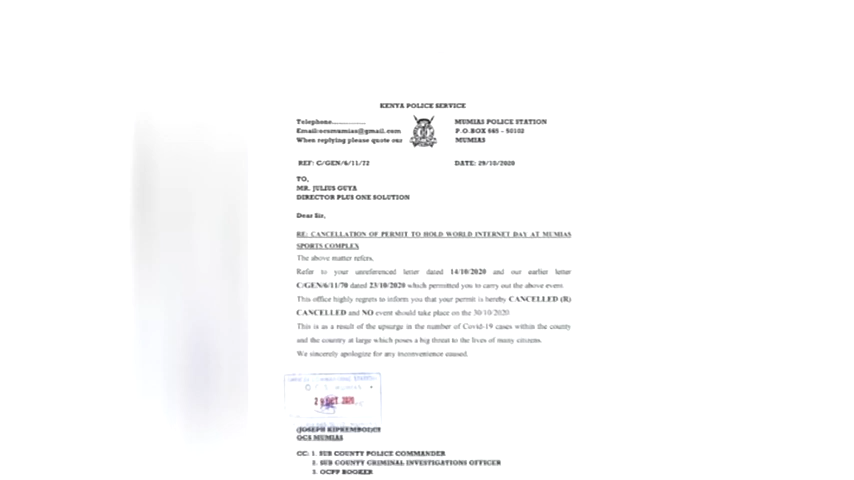 KENYA POLICE SERVICE
Telephone................
Email:ocsmumias@gmail.com
When replying please quote our
MUMIAS POLICE STATION
P.O.BOX 665 – 50102
MUMIAS
REF: C/GEN/6/11/72 DATE: 29/10/2020
TO,
MR. JULIUS GUYA
DIRECTOR PLUS ONE SOLUTION
Dear Sir,
RE: CANCELLATION OF PERMIT TO HOLD WORLD INTERNET DAY AT MUMIAS
SPORTS COMPLEX
The above matter refers.
Refer to your unreferenced letter dated 14/10/2020 and our earlier letter
C/GEN/6/11/70 dated 23/10/2020 which permitted you to carry out the above event.
This office highly regrets to inform you that your permit is hereby CANCELLED (R)
CANCELLED and NO event should take place on the 30/10/2020
This is as a result of the upsurge in the number of Covid-19 cases within the county
and the country at large which poses a big threat to the lives of many citizens.
We sincerely apologize for any inconvenience caused.
29 OCT 2020
OCS MUMIAS
CC: 1. SUB COUNTY POLICE COMMANDER
2. SUB COUNTY CRIMINAL INVESTIGATIONS OFFICER
3. OCPP BOOKER